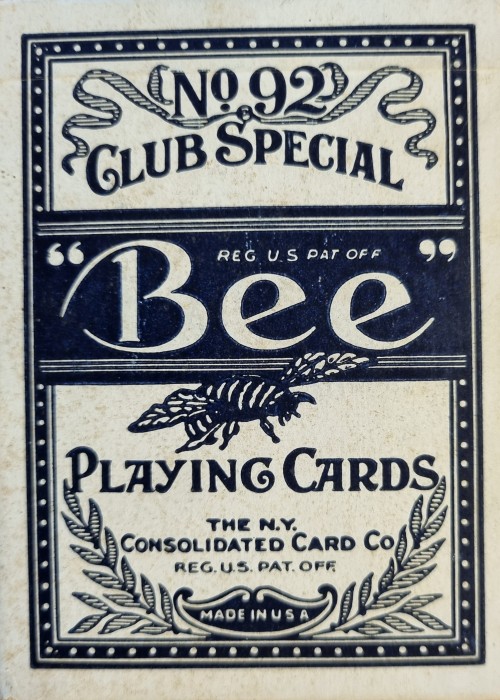 No 92
CLUB SPECIAL
REG U.S PAT OFF
"Bee"
PLAYING CARDS
THE N.Y.
CONSOLIDATED CARD CO
REG. U.S. PAT. OFF.
MADE IN U S A